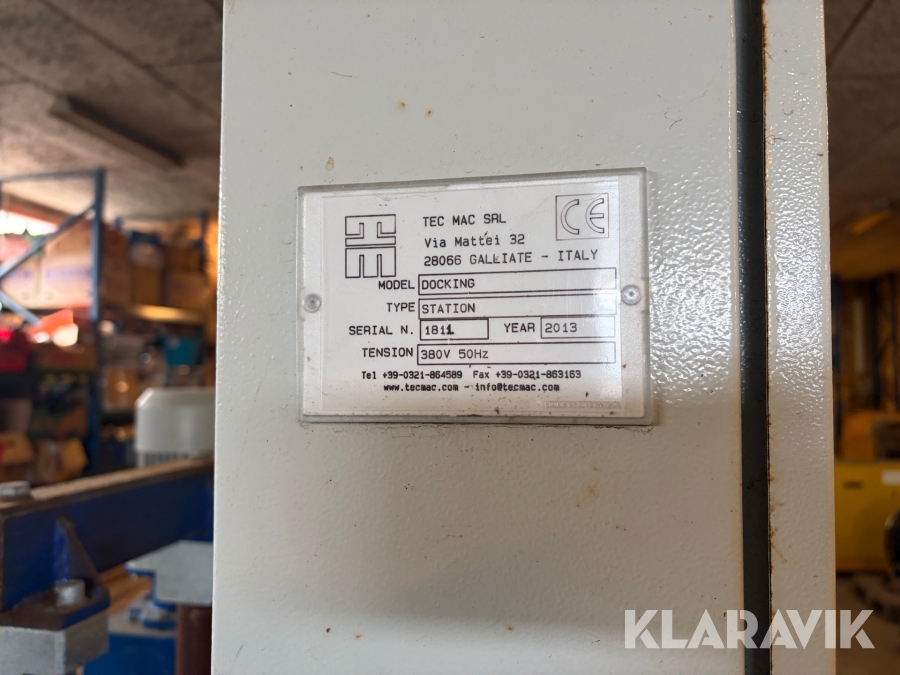 TEC MAC SRL
Via Mattei 32
28066 GALLIATE - ITALY
CE
MODEL DOCKING
TYPE STATION
SERIAL N. 1811 YEAR 2013
TENSION 380V 50Hz
Tel +39-0321-864589 Fax +39-0321-863163
www.tecmac.com - info@tecmac.com
KLARAVIK